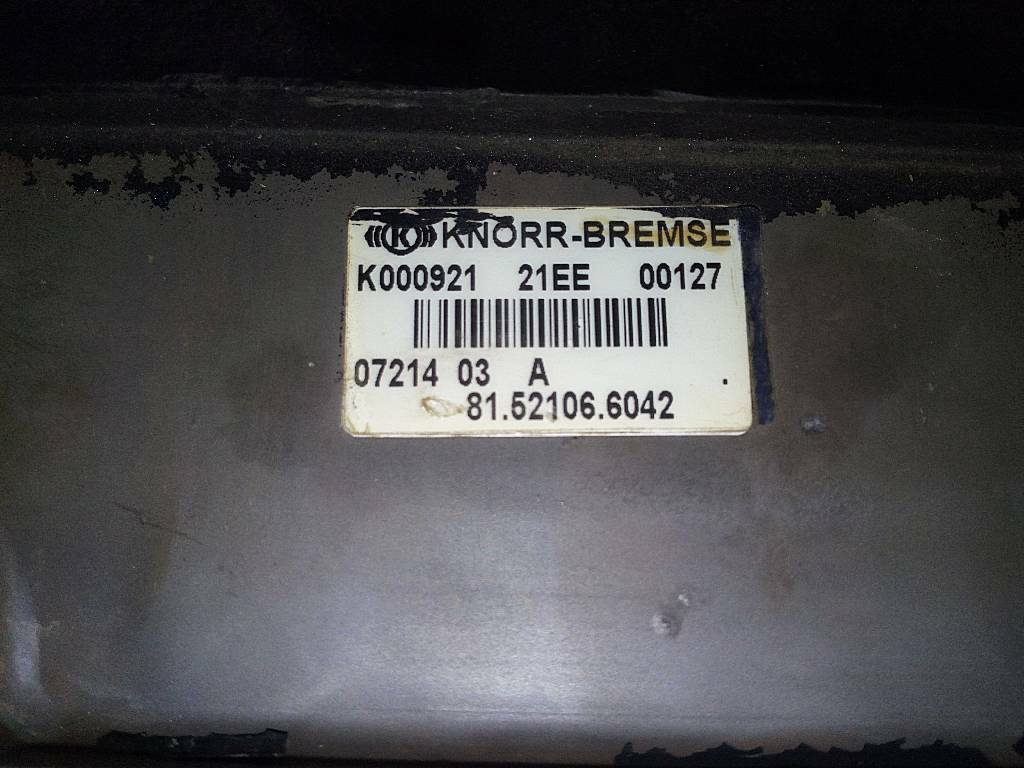 KNORR-BREMSE
K000921 21EE 00127
07214 03 A .
81.52106.6042